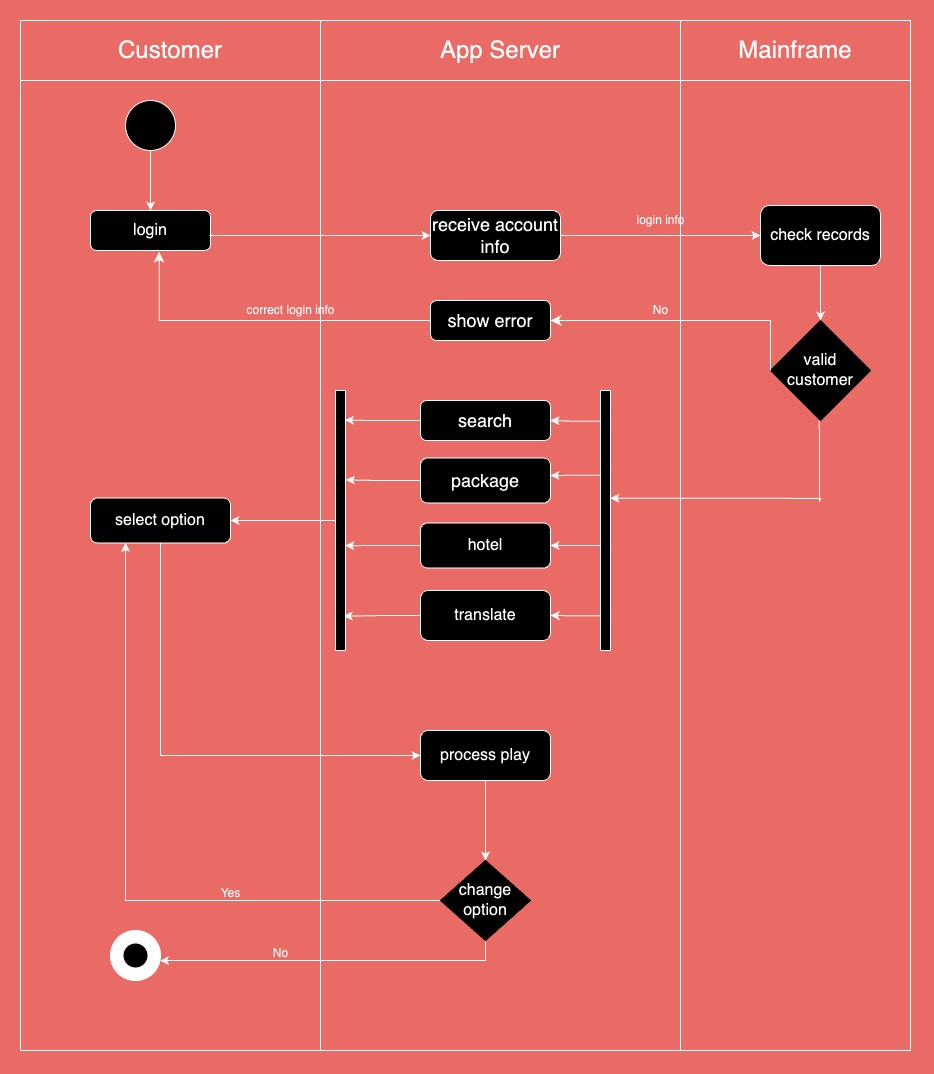 Customer
App Server
Mainframe
login
receive account
info
login info
check records
correct login info
show error
No
valid
customer
search
package
select option
hotel
translate
process play
change
option
Yes
No